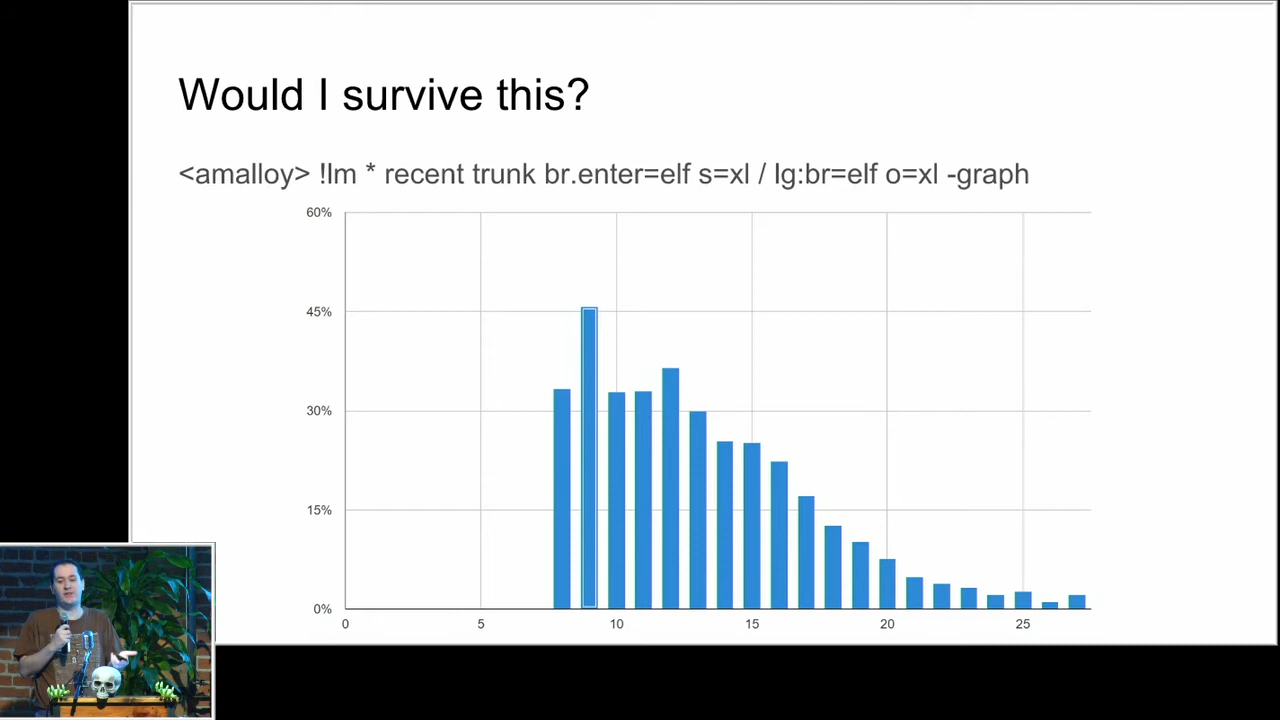 Would I survive this?
<amalloy> !lm * recent trunk br.enter=elf s=xl / lg:br=elf o=xl -graph
60%
45%
30%
15%
0%
0 5 10 15 20 25